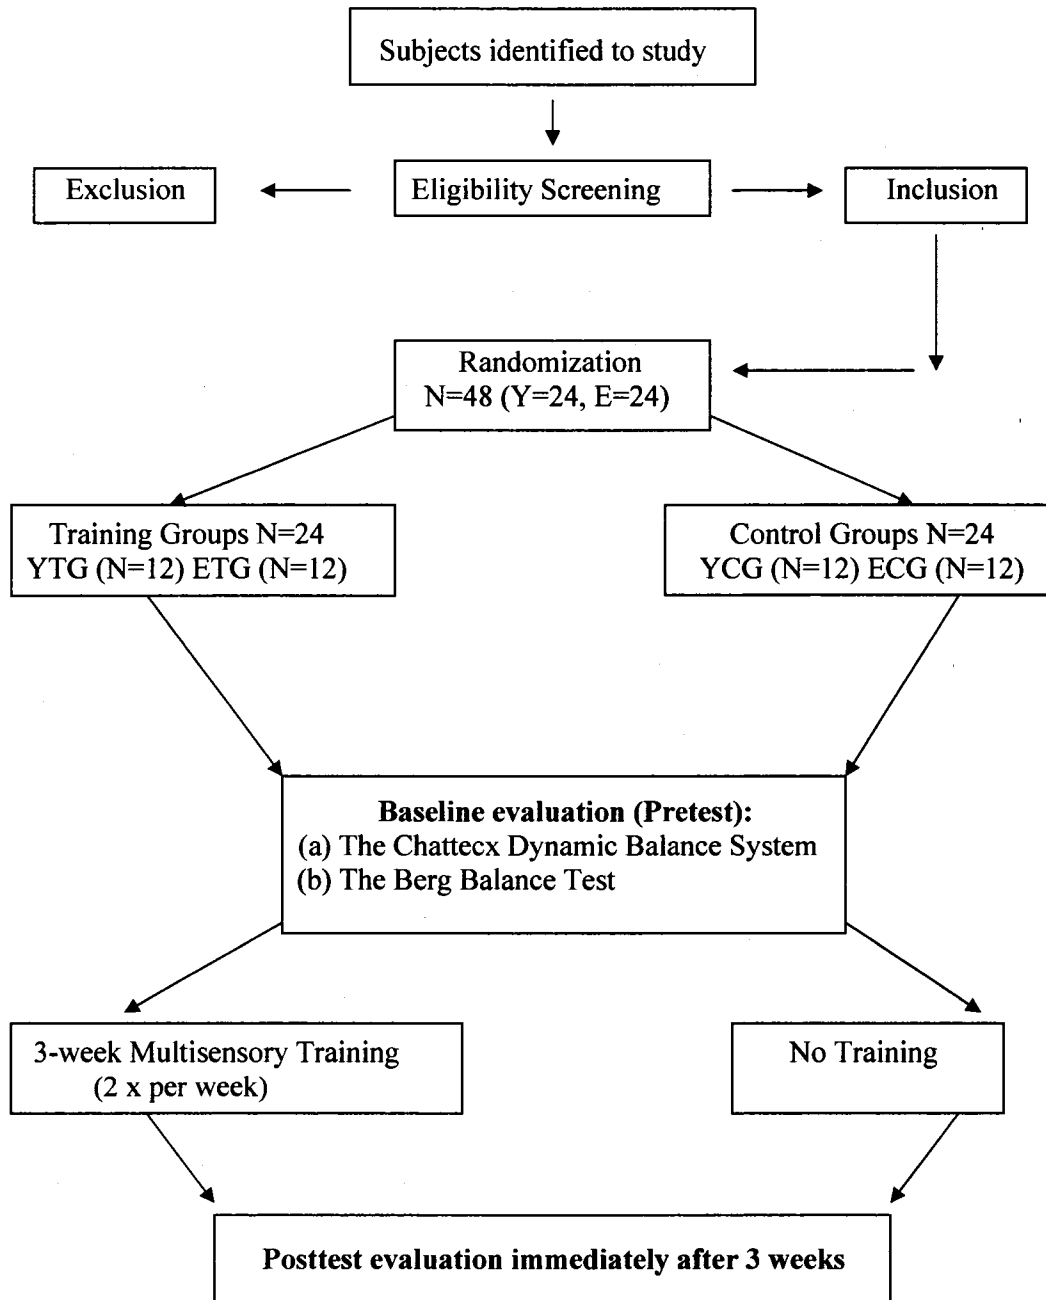 Subjects identified to study
Exclusion
Eligibility Screening
Inclusion
Randomization
N=48 (Y=24, E=24)
Training Groups N=24
YTG (N=12) ETG (N=12)
Control Groups N=24
YCG (N=12) ECG (N=12)
Baseline evaluation (Pretest):
(a) The Chattecx Dynamic Balance System
(b) The Berg Balance Test
3-week Multisensory Training
(2 x per week)
No Training
Posttest evaluation immediately after 3 weeks